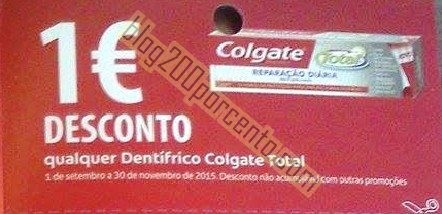 1€
DESCONTO
qualquer Dentífrico Colgate Total
1 de setembro a 30 de novembro de 2015. Desconto não acumulável com outras promoções
Colgate
Total
REPARAÇÃO DIÁRIA
blog200porcento.com